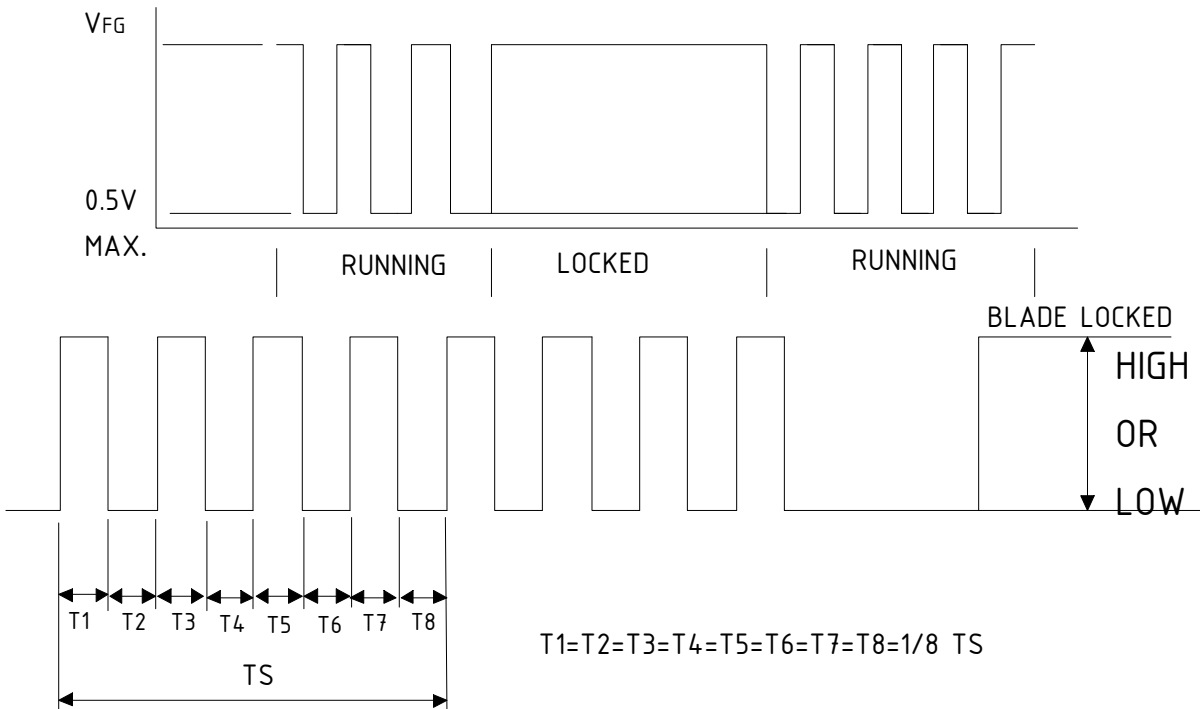 VFG
0.5V
MAX.
RUNNING
LOCKED
RUNNING
BLADE LOCKED
HIGH
OR
LOW
T1 T2 T3 T4 T5 T6 T7 T8
T1=T2=T3=T4=T5=T6=T7=T8=1/8 TS
TS